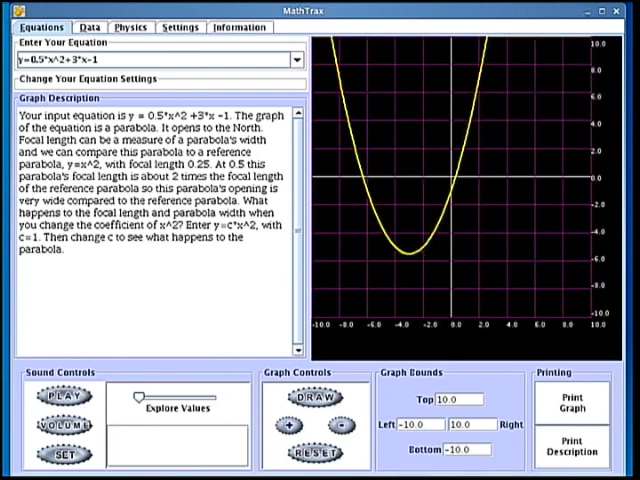 MathTrax
Equations Data Physics Settings Information
Enter Your Equation
y=0.5*x^2+3*x-1
Change Your Equation Settings
Graph Description
Your input equation is y = 0.5*x^2 +3*x -1. The graph
of the equation is a parabola. It opens to the North.
Focal length can be a measure of a parabola's width
and we can compare this parabola to a reference
parabola, y=x^2, with focal length 0.25. At 0.5 this
parabola's focal length is about 2 times the focal length
of the reference parabola so this parabola's opening is
very wide compared to the reference parabola. What
happens to the focal length and parabola width when
you change the coefficient of x^2? Enter y=c*x^2, with
c=1. Then change c to see what happens to the
parabola.
10.0
8.0
6.0
4.0
2.0
0.0
-2.0
-4.0
-6.0
-8.0
-10.0
-10.0 -8.0 -6.0 -4.0 -2.0 0.0 2.0 4.0 6.0 8.0 10.0
Sound Controls
PLAY
VOLUME
SET
Explore Values
Graph Controls
DRAW
+ -
RESET
Graph Bounds
Top 10.0
Left -10.0 10.0 Right
Bottom -10.0
Printing
Print
Graph
Print
Description